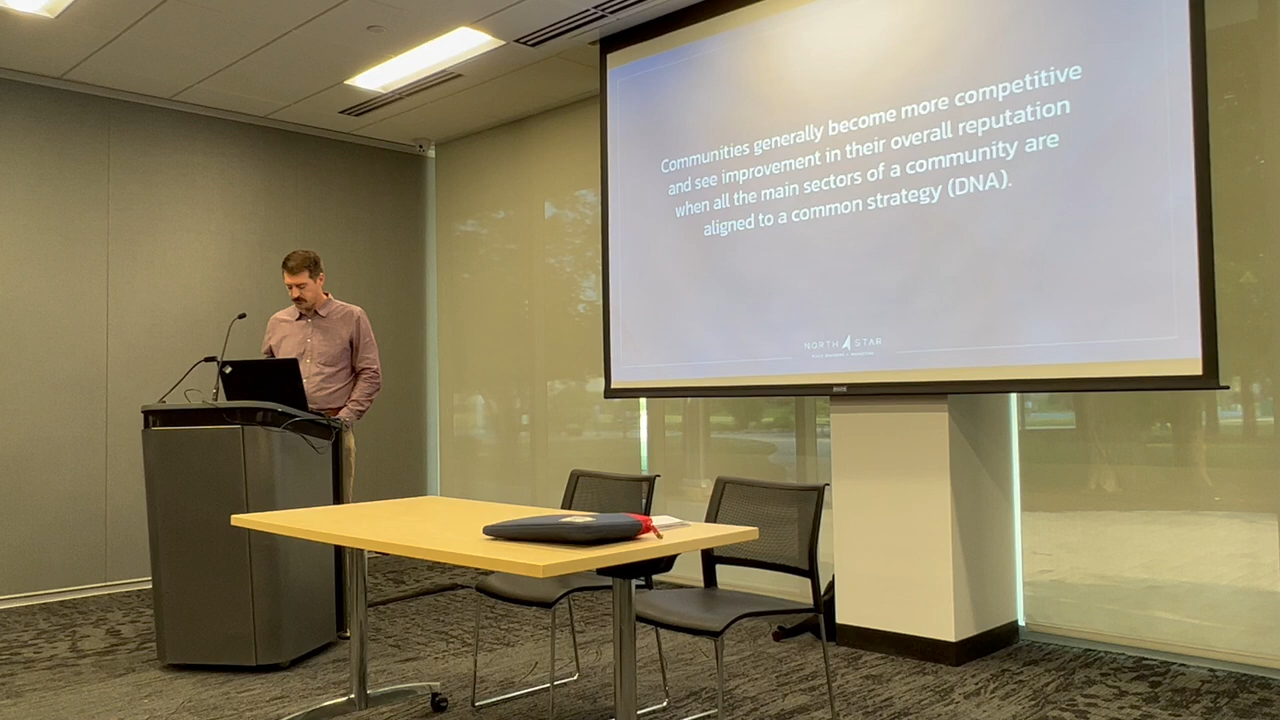 Communities generally become more competitive
and see improvement in their overall reputation
when all the main sectors of a community are
aligned to a common strategy (DNA).
NORTH STAR